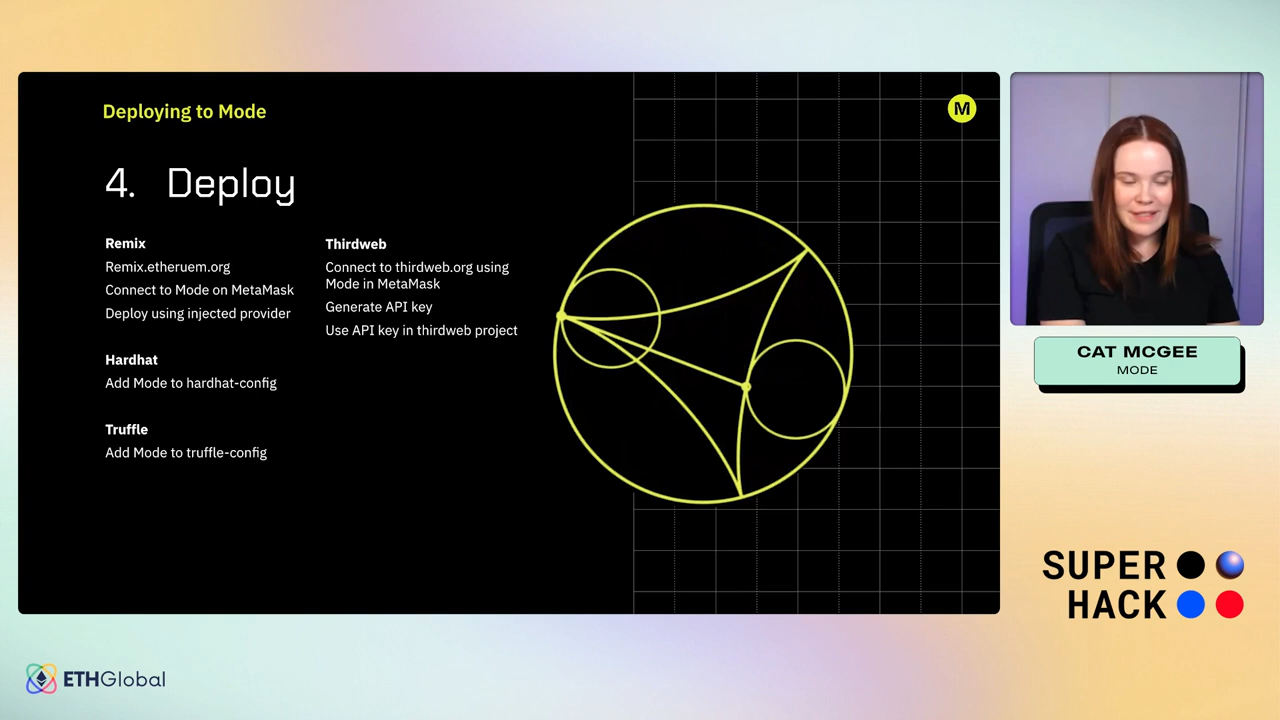 Deploying to Mode
M
4. Deploy
Remix
Remix.etheruem.org
Connect to Mode on MetaMask
Deploy using injected provider
Hardhat
Add Mode to hardhat-config
Truffle
Add Mode to truffle-config
Thirdweb
Connect to thirdweb.org using
Mode in MetaMask
Generate API key
Use API key in thirdweb project
CAT MCGEE
MODE
SUPER
HACK
ETHGlobal